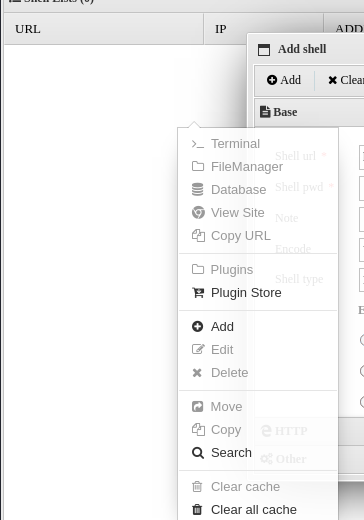 Shell Lists (0)
URL
IP
ADD
Add shell
Add
Clear
Base
Terminal
FileManager
Database
View Site
Copy URL
Shell url *
Shell pwd *
Note
Encode
Shell type
Plugins
Plugin Store
Add
Edit
Delete
Move
Copy
Search
HTTP
Other
Clear cache
Clear all cache